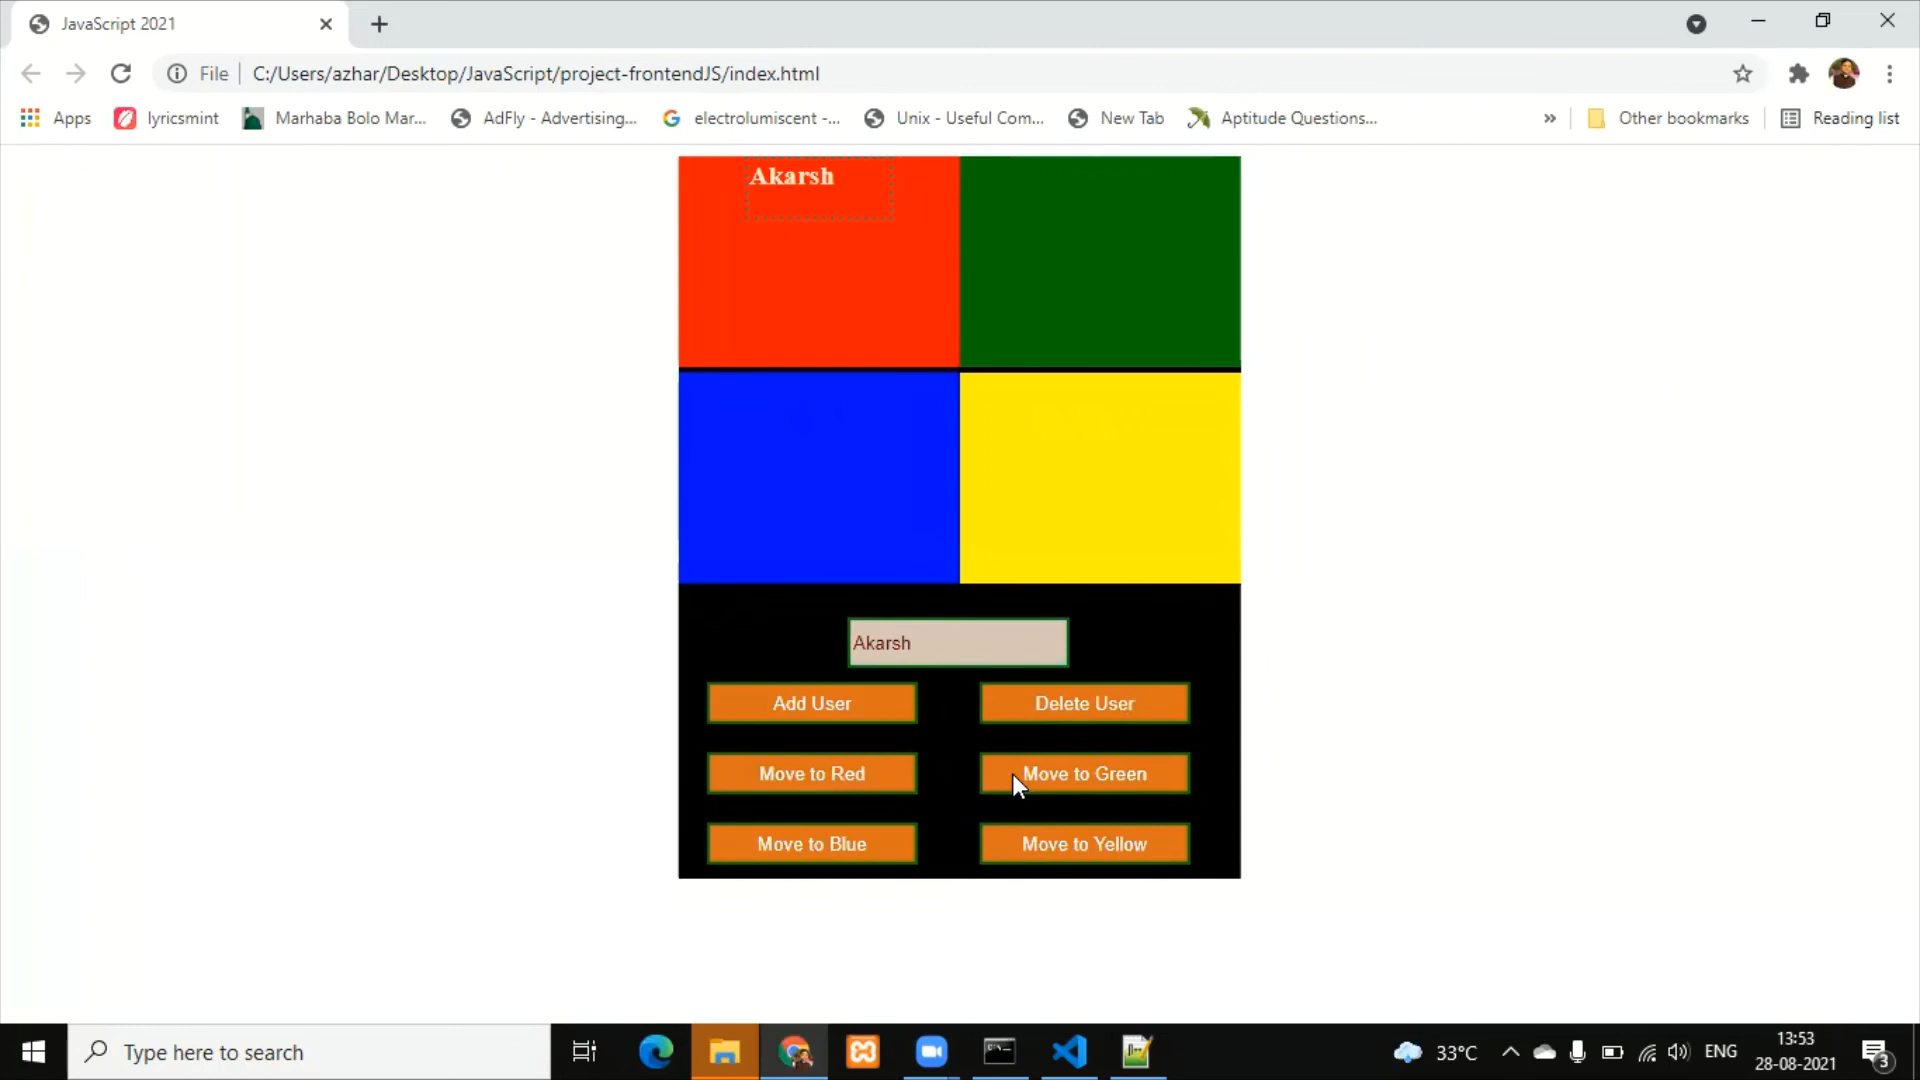 JavaScript 2021
File
C:/Users/azhar/Desktop/JavaScript/project-frontendJS/index.html
Apps
lyricsmint
Marhaba Bolo Mar...
AdFly - Advertising...
electrolumiscent -...
Unix - Useful Com...
New Tab
Aptitude Questions...
»
Other bookmarks
Reading list
Akarsh
Akarsh
Add User
Delete User
Move to Red
Move to Green
Move to Blue
Move to Yellow
Type here to search
33°C
ENG
13:53
28-08-2021
3